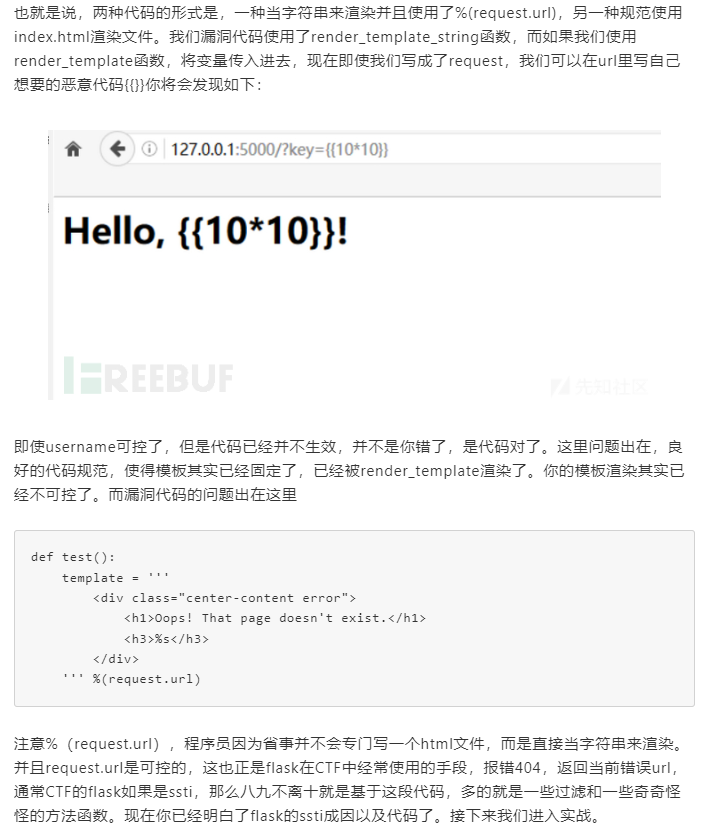 也就是说，两种代码的形式是，一种当字符串来渲染并且使用了%(request.url)，另一种规范使用
index.html渲染文件。我们漏洞代码使用了render_template_string函数，而如果我们使用
render_template函数，将变量传入进去，现在即使我们写成了request，我们可以在url里写自己
想要的恶意代码{{}}你将会发现如下：
127.0.0.1:5000/?key={{10*10}}
Hello, {{10*10}}!
FREEBUF
先知社区
即使username可控了，但是代码已经并不生效，并不是你错了，是代码对了。这里问题出在，良
好的代码规范，使得模板其实已经固定了，已经被render_template渲染了。你的模板渲染其实已
经不可控了。而漏洞代码的问题出在这里
def test():
    template = '''
        <div class="center-content error">
            <h1>Oops! That page doesn't exist.</h1>
            <h3>%s</h3>
        </div>
    ''' %(request.url)
注意%（request.url），程序员因为省事并不会专门写一个html文件，而是直接当字符串来渲染。
并且request.url是可控的，这也正是flask在CTF中经常使用的手段，报错404，返回当前错误url，
通常CTF的flask如果是ssti，那么八九不离十就是基于这段代码，多的就是一些过滤和一些奇奇怪
怪的方法函数。现在你已经明白了flask的ssti成因以及代码了。接下来我们进入实战。